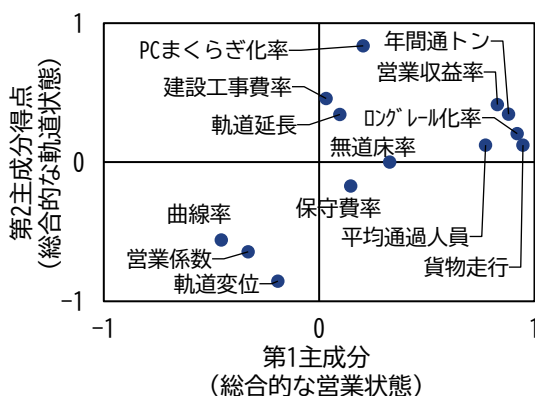 第2主成分得点
（総合的な軌道状態）
1
0
−1
PCまくらぎ化率
年間通トン
営業収益率
建設工事費率
ﾛﾝｸﾞﾚｰﾙ化率
軌道延長
無道床率
保守費率
曲線率
平均通過人員
営業係数
貨物走行
軌道変位
−1
0
1
第1主成分
（総合的な営業状態）